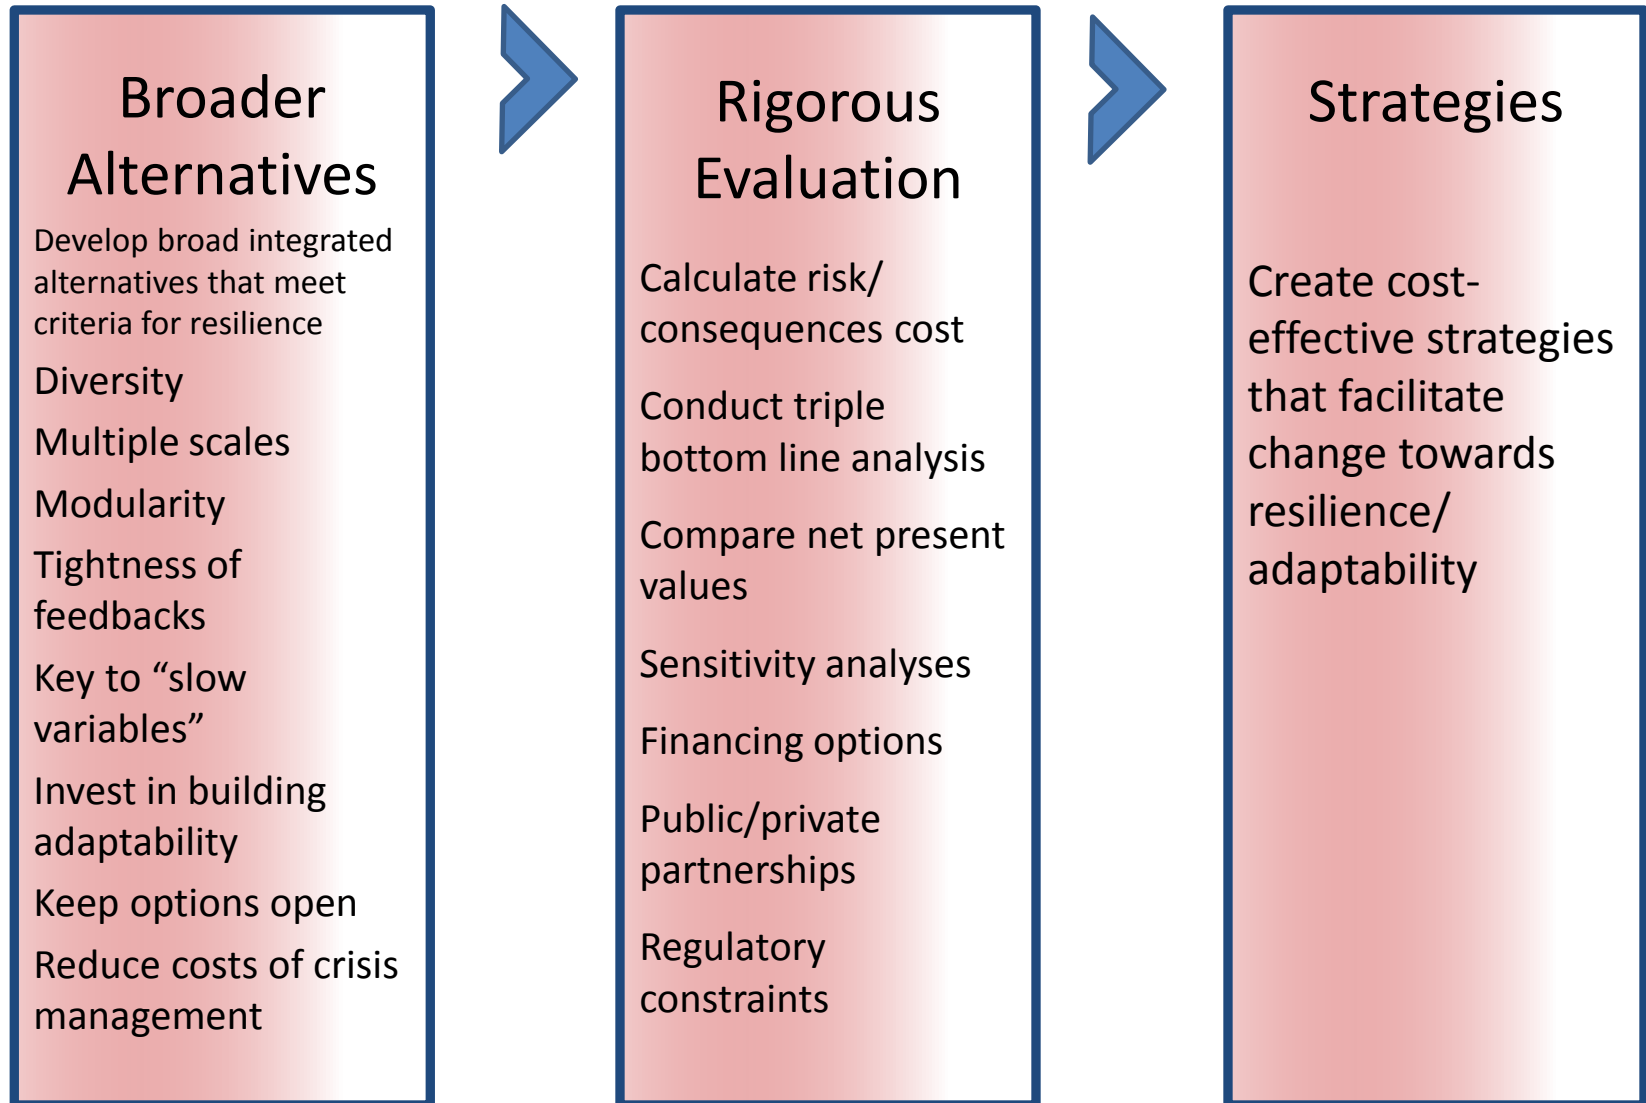 Broader
Alternatives
Develop broad integrated
alternatives that meet
criteria for resilience
Diversity
Multiple scales
Modularity
Tightness of
feedbacks
Key to “slow
variables”
Invest in building
adaptability
Keep options open
Reduce costs of crisis
management
Rigorous
Evaluation
Calculate risk/
consequences cost
Conduct triple
bottom line analysis
Compare net present
values
Sensitivity analyses
Financing options
Public/private
partnerships
Regulatory
constraints
Strategies
Create cost-
effective strategies
that facilitate
change towards
resilience/
adaptability